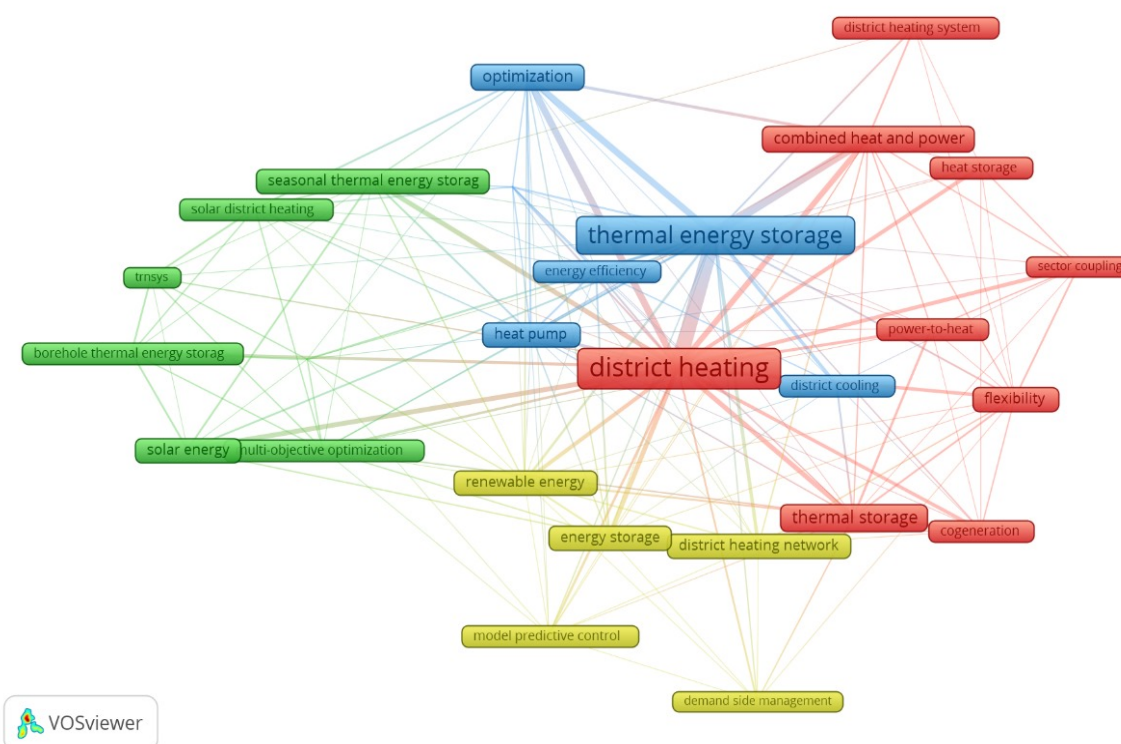 district heating system
optimization
combined heat and power
heat storage
seasonal thermal energy storag
solar district heating
thermal energy storage
sector coupling
energy efficiency
trnsys
heat pump
power-to-heat
borehole thermal energy storag
district heating
district cooling
flexibility
solar energy
multi-objective optimization
renewable energy
thermal storage
cogeneration
energy storage
district heating network
model predictive control
demand side management
VOSviewer